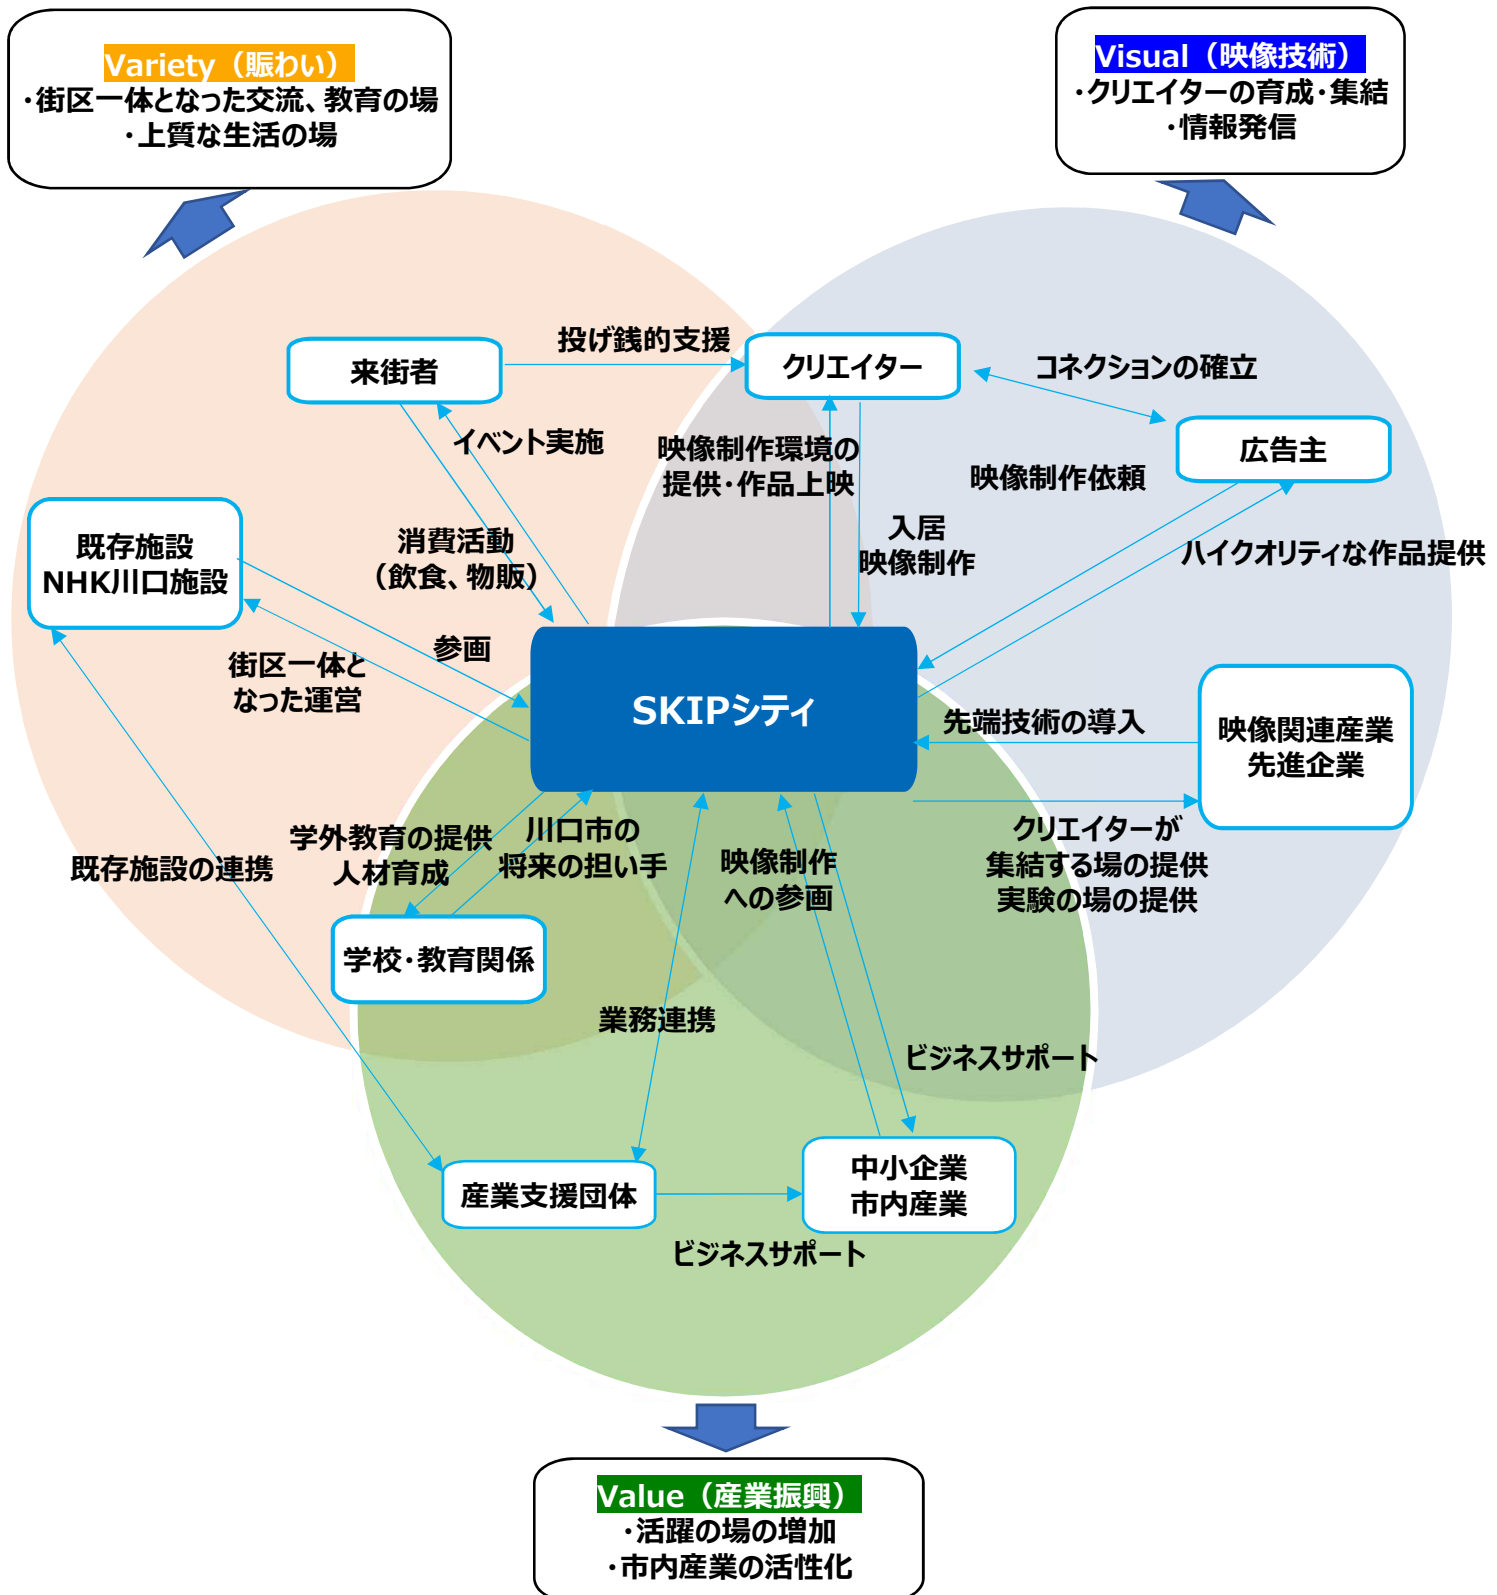 Variety（賑わい）
・街区一体となった交流、教育の場
・上質な生活の場
Visual（映像技術）
・クリエイターの育成・集結
・情報発信
来街者
投げ銭的支援
クリエイター
コネクションの確立
広告主
イベント実施
映像制作環境の
提供・作品上映
映像制作依頼
入居
映像制作
ハイクオリティな作品提供
既存施設
NHK川口施設
消費活動
（飲食、物販）
参画
街区一体と
なった運営
SKIPシティ
先端技術の導入
映像関連産業
先進企業
クリエイターが
集結する場の提供
実験の場の提供
学外教育の提供
人材育成
川口市の
将来の担い手
映像制作
への参画
既存施設の連携
学校・教育関係
業務連携
ビジネスサポート
産業支援団体
中小企業
市内産業
ビジネスサポート
Value（産業振興）
・活躍の場の増加
・市内産業の活性化